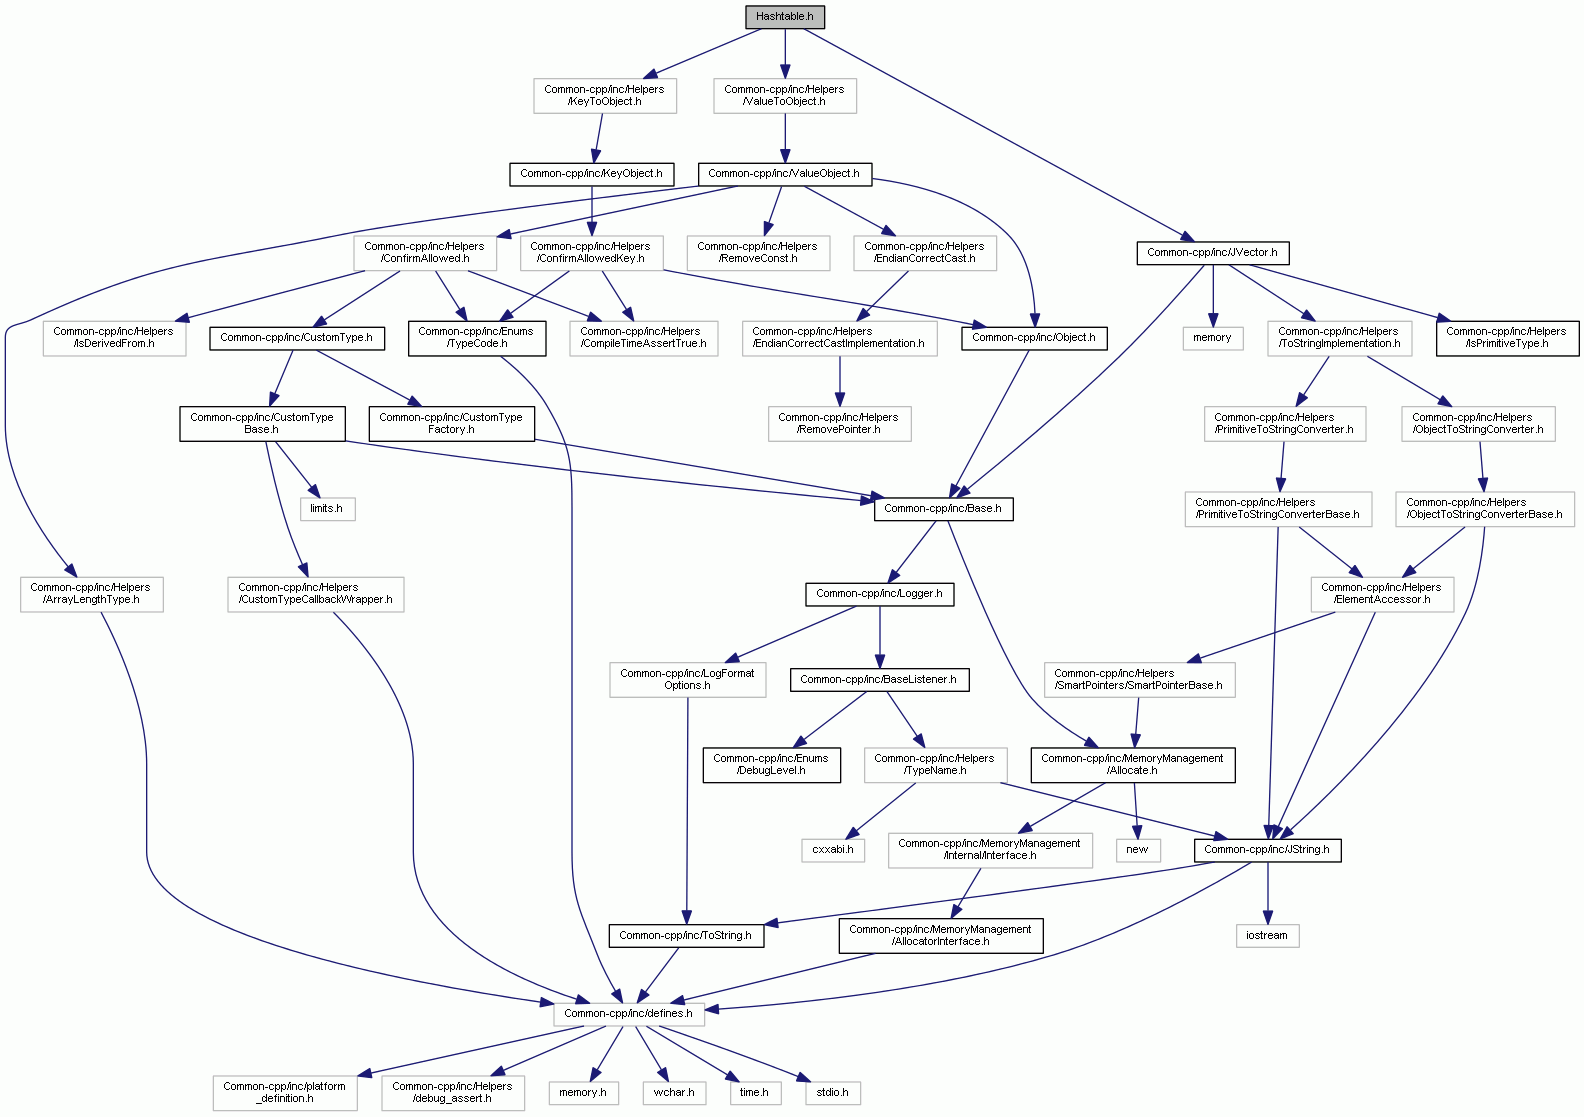 Hashtable.h
Common-cpp/inc/Helpers
/KeyToObject.h
Common-cpp/inc/Helpers
/ValueToObject.h
Common-cpp/inc/KeyObject.h
Common-cpp/inc/ValueObject.h
Common-cpp/inc/Helpers
/ConfirmAllowed.h
Common-cpp/inc/Helpers
/ConfirmAllowedKey.h
Common-cpp/inc/Helpers
/RemoveConst.h
Common-cpp/inc/Helpers
/EndianCorrectCast.h
Common-cpp/inc/JVector.h
Common-cpp/inc/Helpers
/IsDerivedFrom.h
Common-cpp/inc/CustomType.h
Common-cpp/inc/Enums
/TypeCode.h
Common-cpp/inc/Helpers
/CompileTimeAssertTrue.h
Common-cpp/inc/Helpers
/EndianCorrectCastImplementation.h
Common-cpp/inc/Object.h
memory
Common-cpp/inc/Helpers
/ToStringImplementation.h
Common-cpp/inc/Helpers
/IsPrimitiveType.h
Common-cpp/inc/CustomType
Base.h
Common-cpp/inc/CustomType
Factory.h
Common-cpp/inc/Helpers
/RemovePointer.h
Common-cpp/inc/Helpers
/PrimitiveToStringConverter.h
Common-cpp/inc/Helpers
/ObjectToStringConverter.h
limits.h
Common-cpp/inc/Base.h
Common-cpp/inc/Helpers
/PrimitiveToStringConverterBase.h
Common-cpp/inc/Helpers
/ObjectToStringConverterBase.h
Common-cpp/inc/Helpers
/ArrayLengthType.h
Common-cpp/inc/Helpers
/CustomTypeCallbackWrapper.h
Common-cpp/inc/Logger.h
Common-cpp/inc/Helpers
/ElementAccessor.h
Common-cpp/inc/LogFormat
Options.h
Common-cpp/inc/BaseListener.h
Common-cpp/inc/Helpers
/SmartPointers/SmartPointerBase.h
Common-cpp/inc/Enums
/DebugLevel.h
Common-cpp/inc/Helpers
/TypeName.h
Common-cpp/inc/MemoryManagement
/Allocate.h
cxxabi.h
Common-cpp/inc/MemoryManagement
/Internal/Interface.h
new
Common-cpp/inc/JString.h
Common-cpp/inc/ToString.h
Common-cpp/inc/MemoryManagement
/AllocatorInterface.h
iostream
Common-cpp/inc/defines.h
Common-cpp/inc/platform
_definition.h
Common-cpp/inc/Helpers
/debug_assert.h
memory.h
wchar.h
time.h
stdio.h